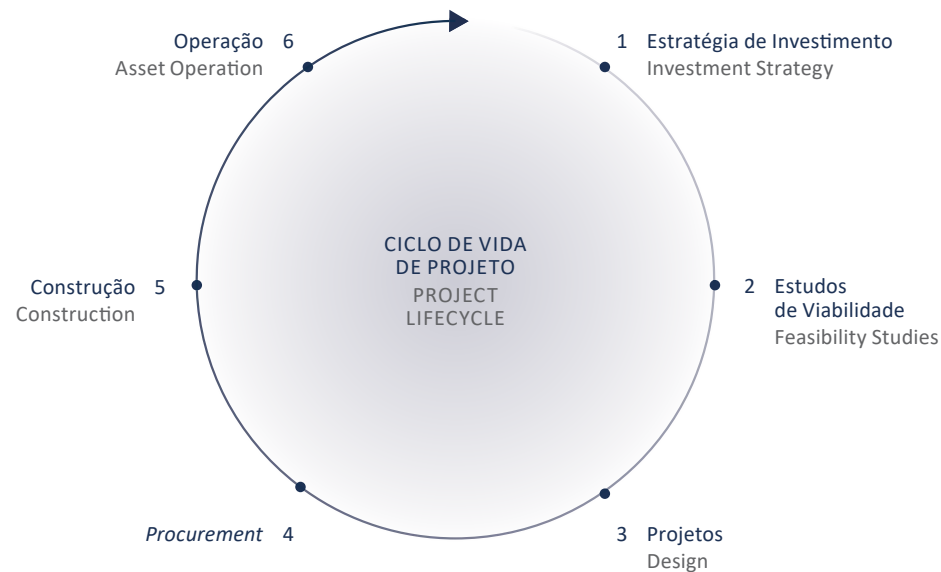 CICLO DE VIDA
DE PROJETO
PROJECT
LIFECYCLE
1 Estratégia de Investimento
Investment Strategy
2 Estudos
de Viabilidade
Feasibility Studies
3 Projetos
Design
Procurement 4
Construção 5
Construction
Operação 6
Asset Operation